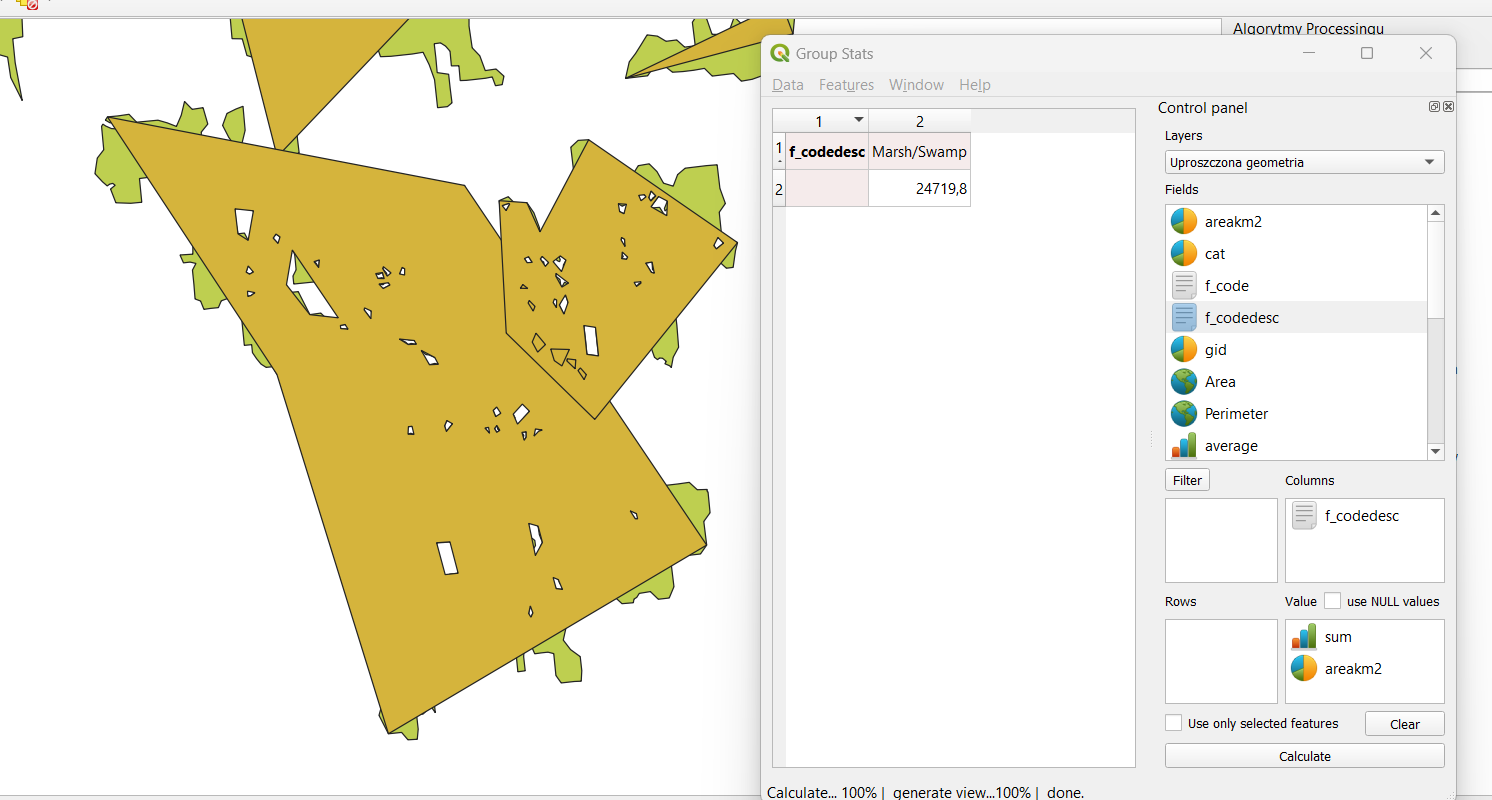 Algorytmy Processingu
Group Stats
Data Features Window Help
Control panel
Layers
Uproszczona geometria
Fields
areakm2
cat
f_code
f_codedesc
gid
Area
Perimeter
average
1 2
1 f_codedesc Marsh/Swamp
2 24719,8
Filter Columns
f_codedesc
Rows Value use NULL values
sum
areakm2
Use only selected features Clear
Calculate
Calculate... 100% | generate view...100% | done.